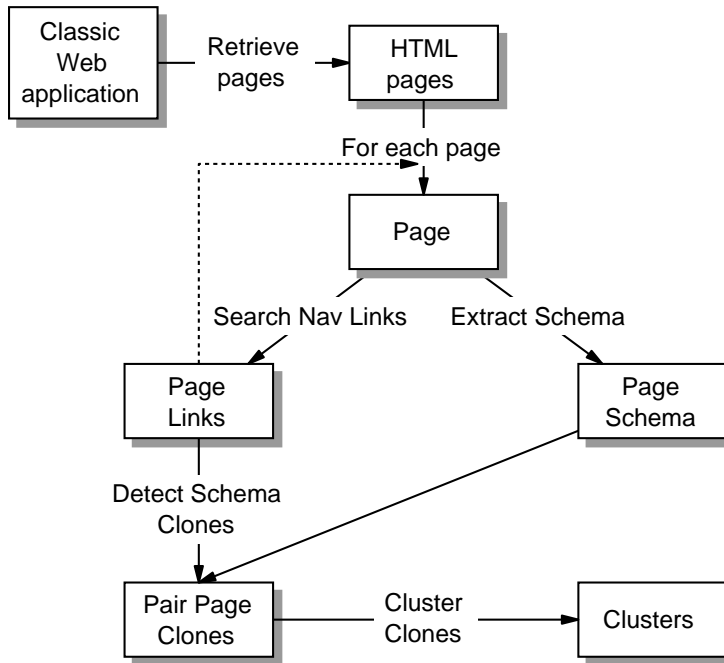 Classic
Web
application
Retrieve
pages
HTML
pages
For each page
Page
Search Nav Links
Extract Schema
Page
Links
Page
Schema
Detect Schema
Clones
Pair Page
Clones
Cluster
Clones
Clusters